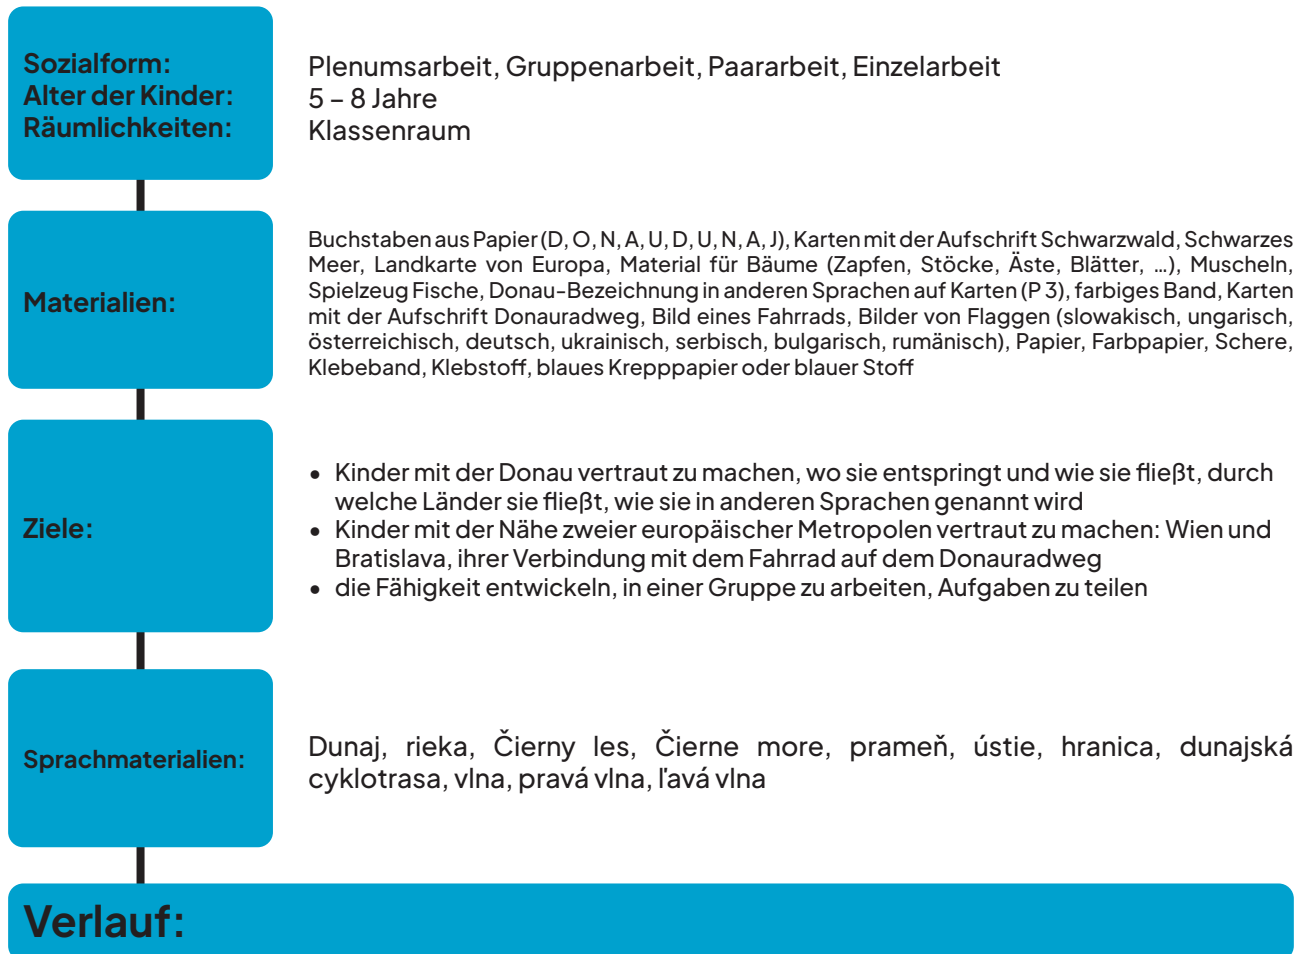 Sozialform:
Alter der Kinder:
Räumlichkeiten:
Plenumsarbeit, Gruppenarbeit, Paararbeit, Einzelarbeit
5 – 8 Jahre
Klassenraum
Materialien:
Buchstaben aus Papier (D, O, N, A, U, D, U, N, A, J), Karten mit der Aufschrift Schwarzwald, Schwarzes
Meer, Landkarte von Europa, Material für Bäume (Zapfen, Stöcke, Äste, Blätter, ...), Muscheln,
Spielzeug Fische, Donau-Bezeichnung in anderen Sprachen auf Karten (P 3), farbiges Band, Karten
mit der Aufschrift Donauradweg, Bild eines Fahrrads, Bilder von Flaggen (slowakisch, ungarisch,
österreichisch, deutsch, ukrainisch, serbisch, bulgarisch, rumänisch), Papier, Farbpapier, Schere,
Klebeband, Klebstoff, blaues Krepppapier oder blauer Stoff
Ziele:
• Kinder mit der Donau vertraut zu machen, wo sie entspringt und wie sie fließt, durch
welche Länder sie fließt, wie sie in anderen Sprachen genannt wird
• Kinder mit der Nähe zweier europäischer Metropolen vertraut zu machen: Wien und
Bratislava, ihrer Verbindung mit dem Fahrrad auf dem Donauradweg
• die Fähigkeit entwickeln, in einer Gruppe zu arbeiten, Aufgaben zu teilen
Sprachmaterialien:
Dunaj, rieka, Čierny les, Čierne more, prameň, ústie, hranica, dunajská
cyklotrasa, vlna, pravá vlna, ľavá vlna
Verlauf: